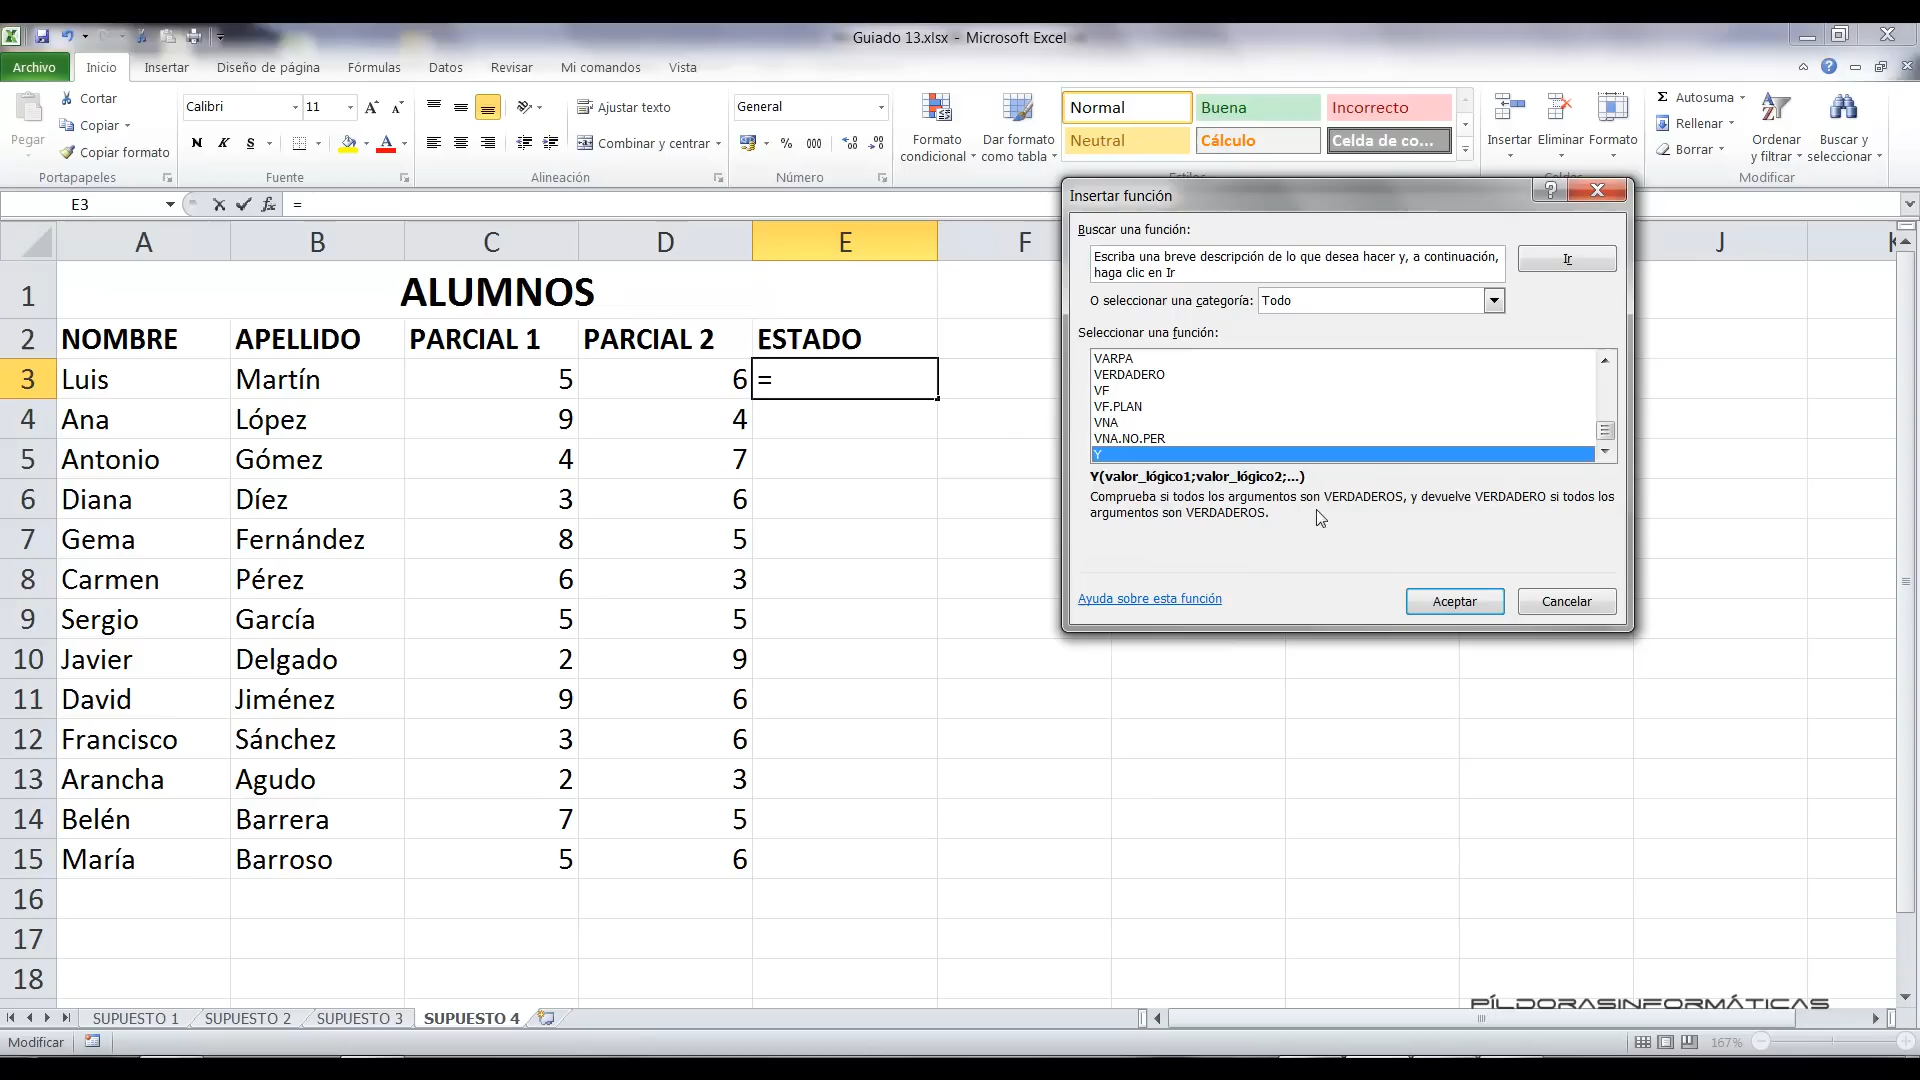 Guiado 13.xlsx - Microsoft Excel
Archivo Inicio Insertar Diseño de página Fórmulas Datos Revisar Mi comandos Vista
Pegar
Cortar
Copiar
Copiar formato
Portapapeles
Calibri 11
N K S
Fuente
Ajustar texto
Combinar y centrar
Alineación
General
% 000
Número
Formato condicional
Dar formato como tabla
Normal Buena Incorrecto
Neutral Cálculo Celda de co...
Insertar Eliminar Formato
Σ Autosuma
Rellenar
Borrar
Ordenar y filtrar
Buscar y seleccionar
Modificar
E3 fx =
A B C D E F J
1 ALUMNOS
2 NOMBRE APELLIDO PARCIAL 1 PARCIAL 2 ESTADO
3 Luis Martín 5 6 =
4 Ana López 9 4
5 Antonio Gómez 4 7
6 Diana Díez 3 6
7 Gema Fernández 8 5
8 Carmen Pérez 6 3
9 Sergio García 5 5
10 Javier Delgado 2 9
11 David Jiménez 9 6
12 Francisco Sánchez 3 6
13 Arancha Agudo 2 3
14 Belén Barrera 7 5
15 María Barroso 5 6
16
17
18
Insertar función
Buscar una función:
Escriba una breve descripción de lo que desea hacer y, a continuación,
haga clic en Ir
Ir
O seleccionar una categoría: Todo
Seleccionar una función:
VARPA
VERDADERO
VF
VF.PLAN
VNA
VNA.NO.PER
Y
Y(valor_lógico1;valor_lógico2;...)
Comprueba si todos los argumentos son VERDADEROS, y devuelve VERDADERO si todos los
argumentos son VERDADEROS.
Ayuda sobre esta función
Aceptar Cancelar
PÍLDORASINFORMÁTICAS
SUPUESTO 1 SUPUESTO 2 SUPUESTO 3 SUPUESTO 4
Modificar 167%